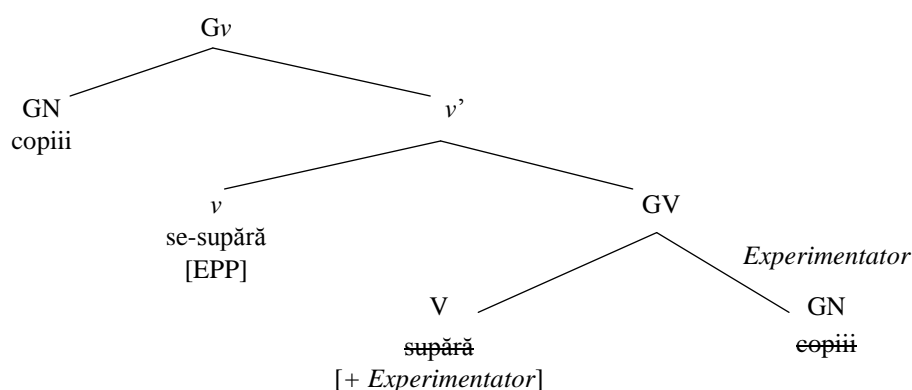 Gv
GN
copiii
v’
v
se-supără
[EPP]
GV
Experimentator
V
supără
[+ Experimentator]
GN
copiii